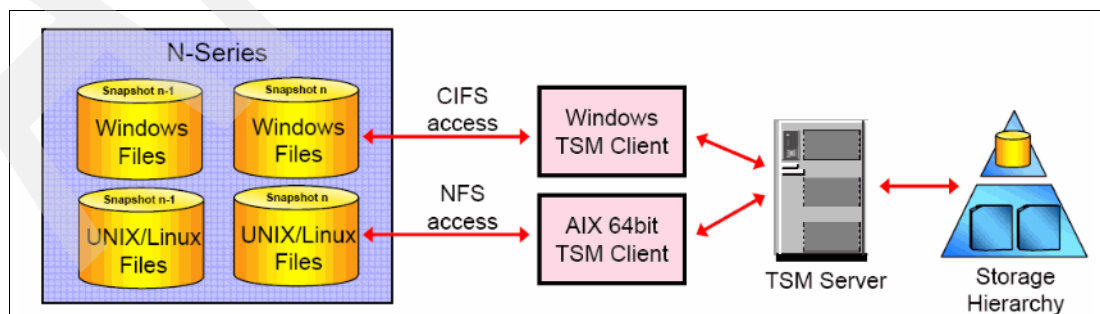 N-Series
Snapshot n-1
Windows
Files
Snapshot n
Windows
Files
Snapshot n-1
UNIX/Linux
Files
Snapshot n
UNIX/Linux
Files
CIFS
access
NFS
access
Windows
TSM Client
AIX 64bit
TSM Client
TSM Server
Storage
Hierarchy